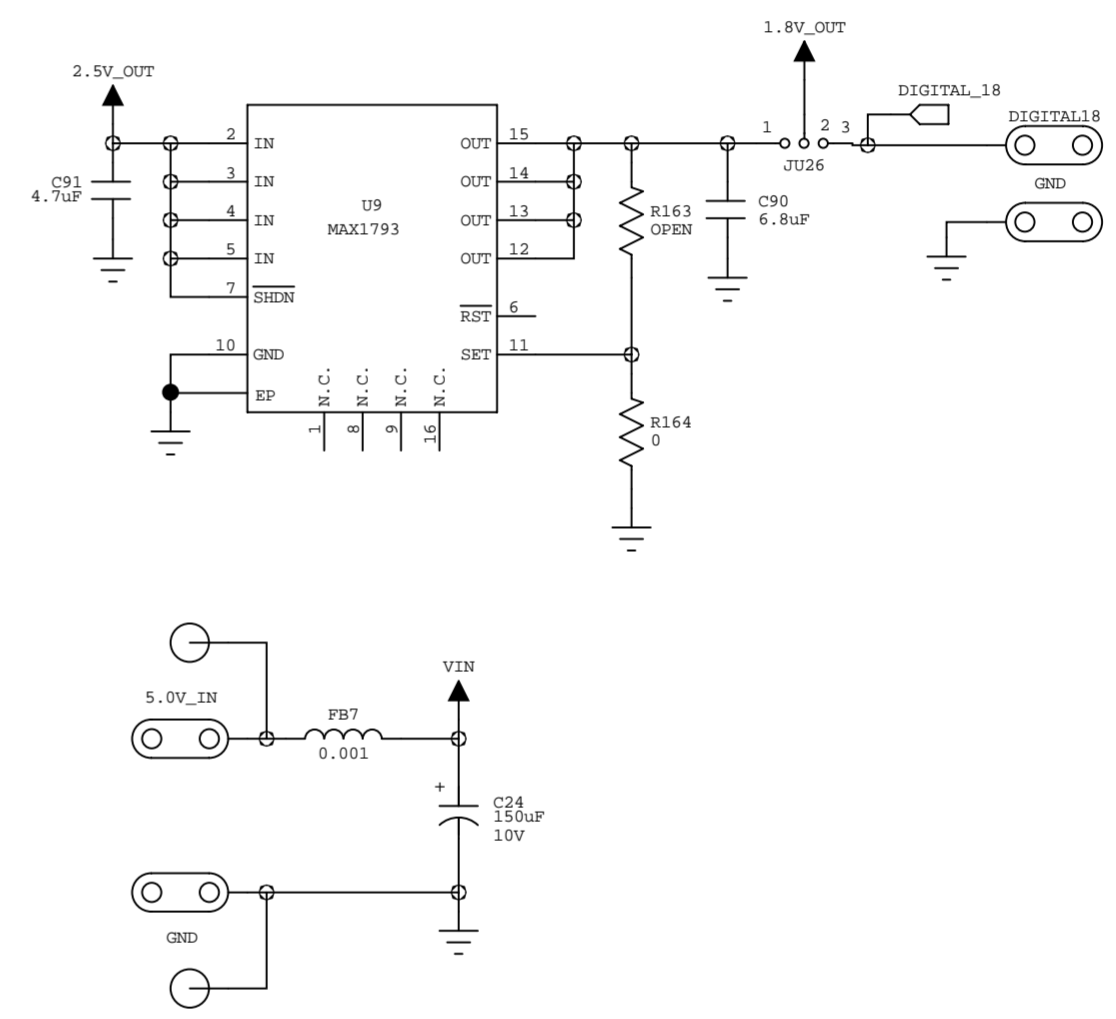 1.8V_OUT
2.5V_OUT
DIGITAL_18
DIGITAL18
1
2
3
JU26
GND
C91
4.7uF
2
IN
3
IN
4
IN
5
IN
7
SHDN
10
GND
EP
U9
MAX1793
OUT
15
OUT
14
OUT
13
OUT
12
RST
6
SET
11
N.C.
N.C.
N.C.
N.C.
1
8
9
16
R163
OPEN
C90
6.8uF
R164
0
5.0V_IN
FB7
0.001
VIN
+
C24
150uF
10V
GND